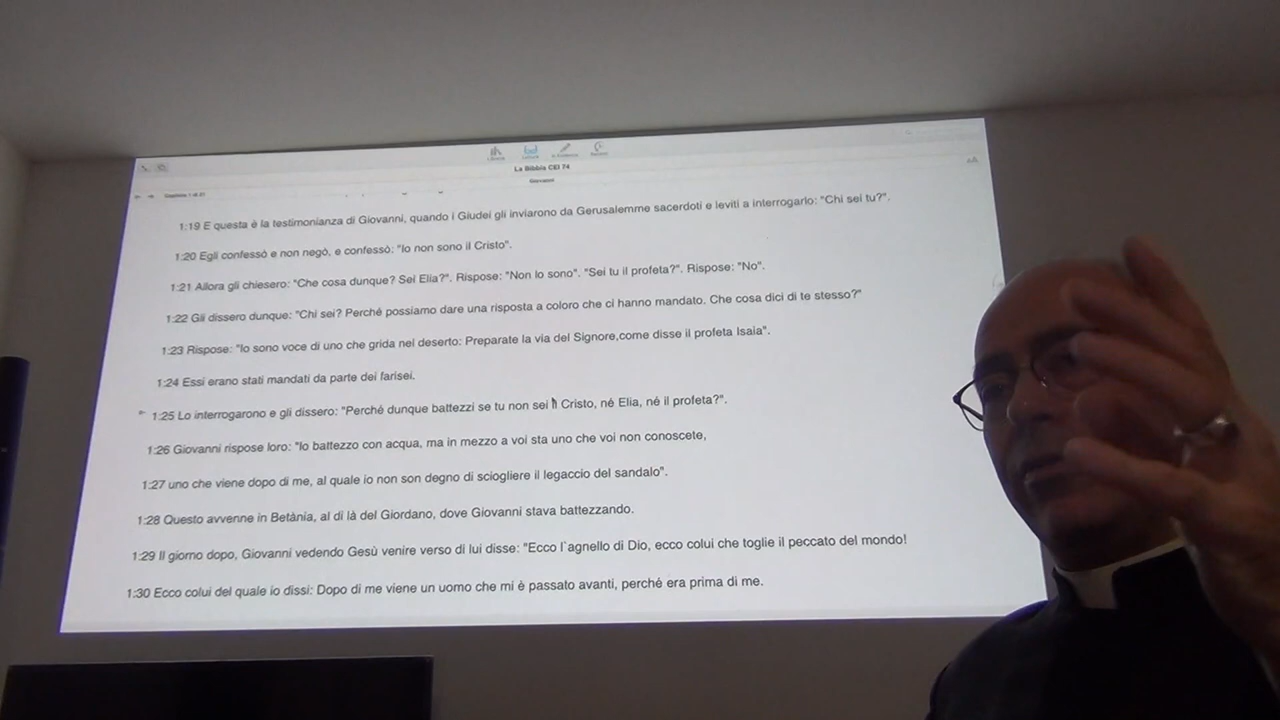 La Bibbia CEI 74
Giovanni
1:19 E questa è la testimonianza di Giovanni, quando i Giudei gli inviarono da Gerusalemme sacerdoti e leviti a interrogarlo: "Chi sei tu?".
1:20 Egli confessò e non negò, e confessò: "Io non sono il Cristo".
1:21 Allora gli chiesero: "Che cosa dunque? Sei Elia?". Rispose: "Non lo sono". "Sei tu il profeta?". Rispose: "No".
1:22 Gli dissero dunque: "Chi sei? Perché possiamo dare una risposta a coloro che ci hanno mandato. Che cosa dici di te stesso?"
1:23 Rispose: "Io sono voce di uno che grida nel deserto: Preparate la via del Signore,come disse il profeta Isaia".
1:24 Essi erano stati mandati da parte dei farisei.
1:25 Lo interrogarono e gli dissero: "Perché dunque battezzi se tu non sei il Cristo, né Elia, né il profeta?".
1:26 Giovanni rispose loro: "Io battezzo con acqua, ma in mezzo a voi sta uno che voi non conoscete,
1:27 uno che viene dopo di me, al quale io non son degno di sciogliere il legaccio del sandalo".
1:28 Questo avvenne in Betània, al di là del Giordano, dove Giovanni stava battezzando.
1:29 Il giorno dopo, Giovanni vedendo Gesù venire verso di lui disse: "Ecco l`agnello di Dio, ecco colui che toglie il peccato del mondo!
1:30 Ecco colui del quale io dissi: Dopo di me viene un uomo che mi è passato avanti, perché era prima di me.